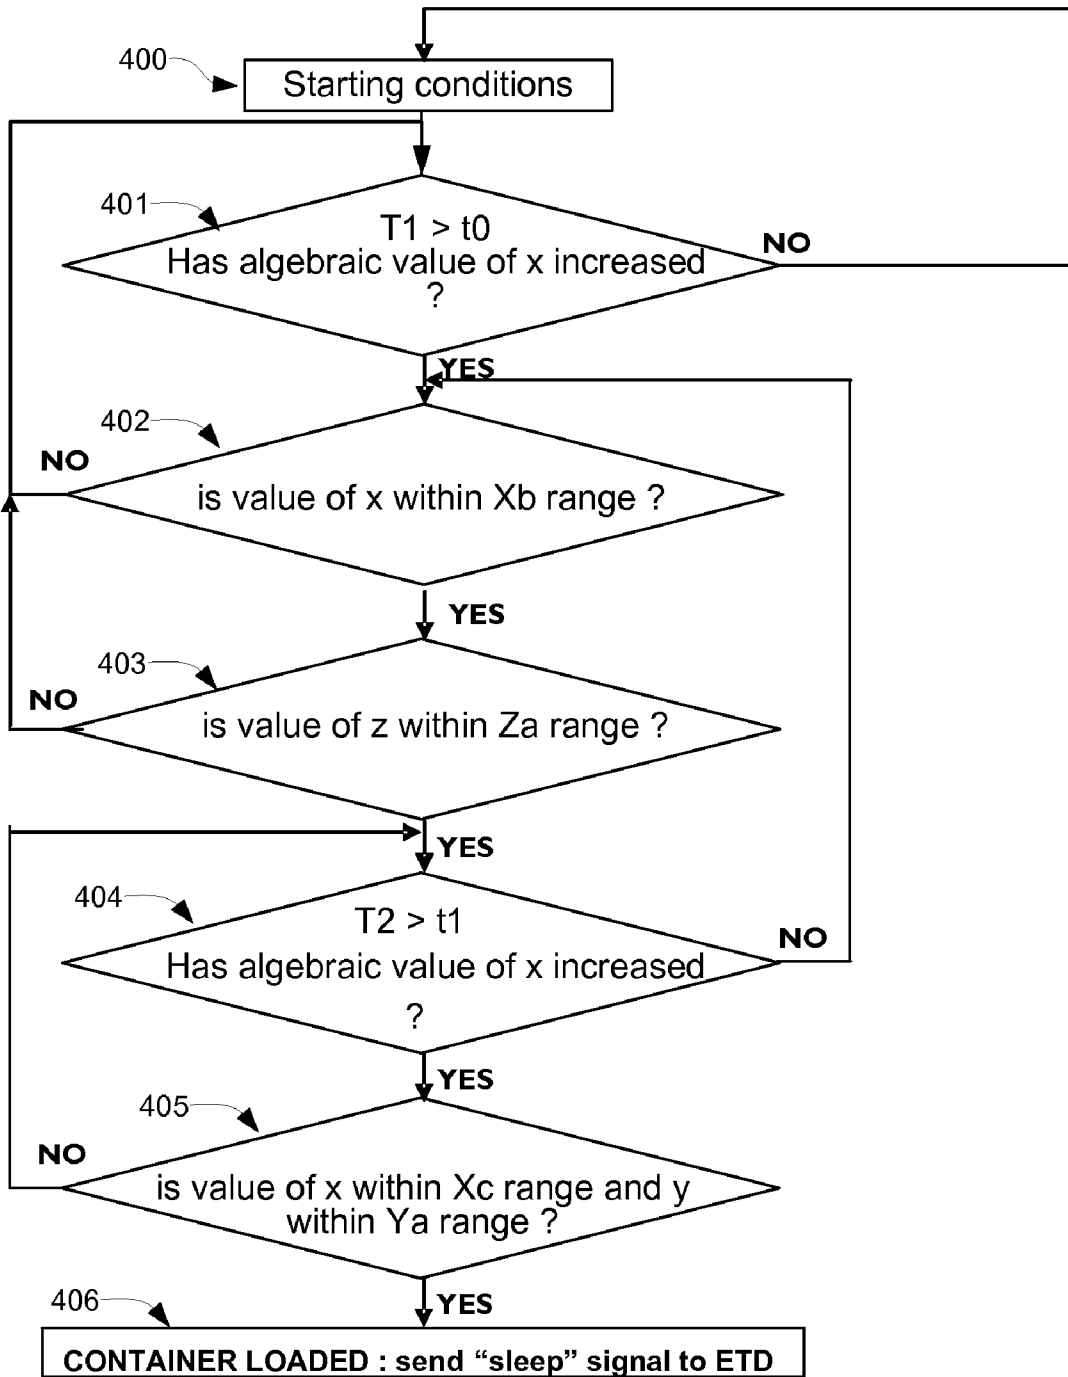 400
Starting conditions
401
T1 > t0
Has algebraic value of x increased
?
NO
YES
402
NO
is value of x within Xb range ?
YES
403
NO
is value of z within Za range ?
YES
404
T2 > t1
Has algebraic value of x increased
?
NO
YES
405
NO
is value of x within Xc range and y
within Ya range ?
YES
406
CONTAINER LOADED : send “sleep” signal to ETD